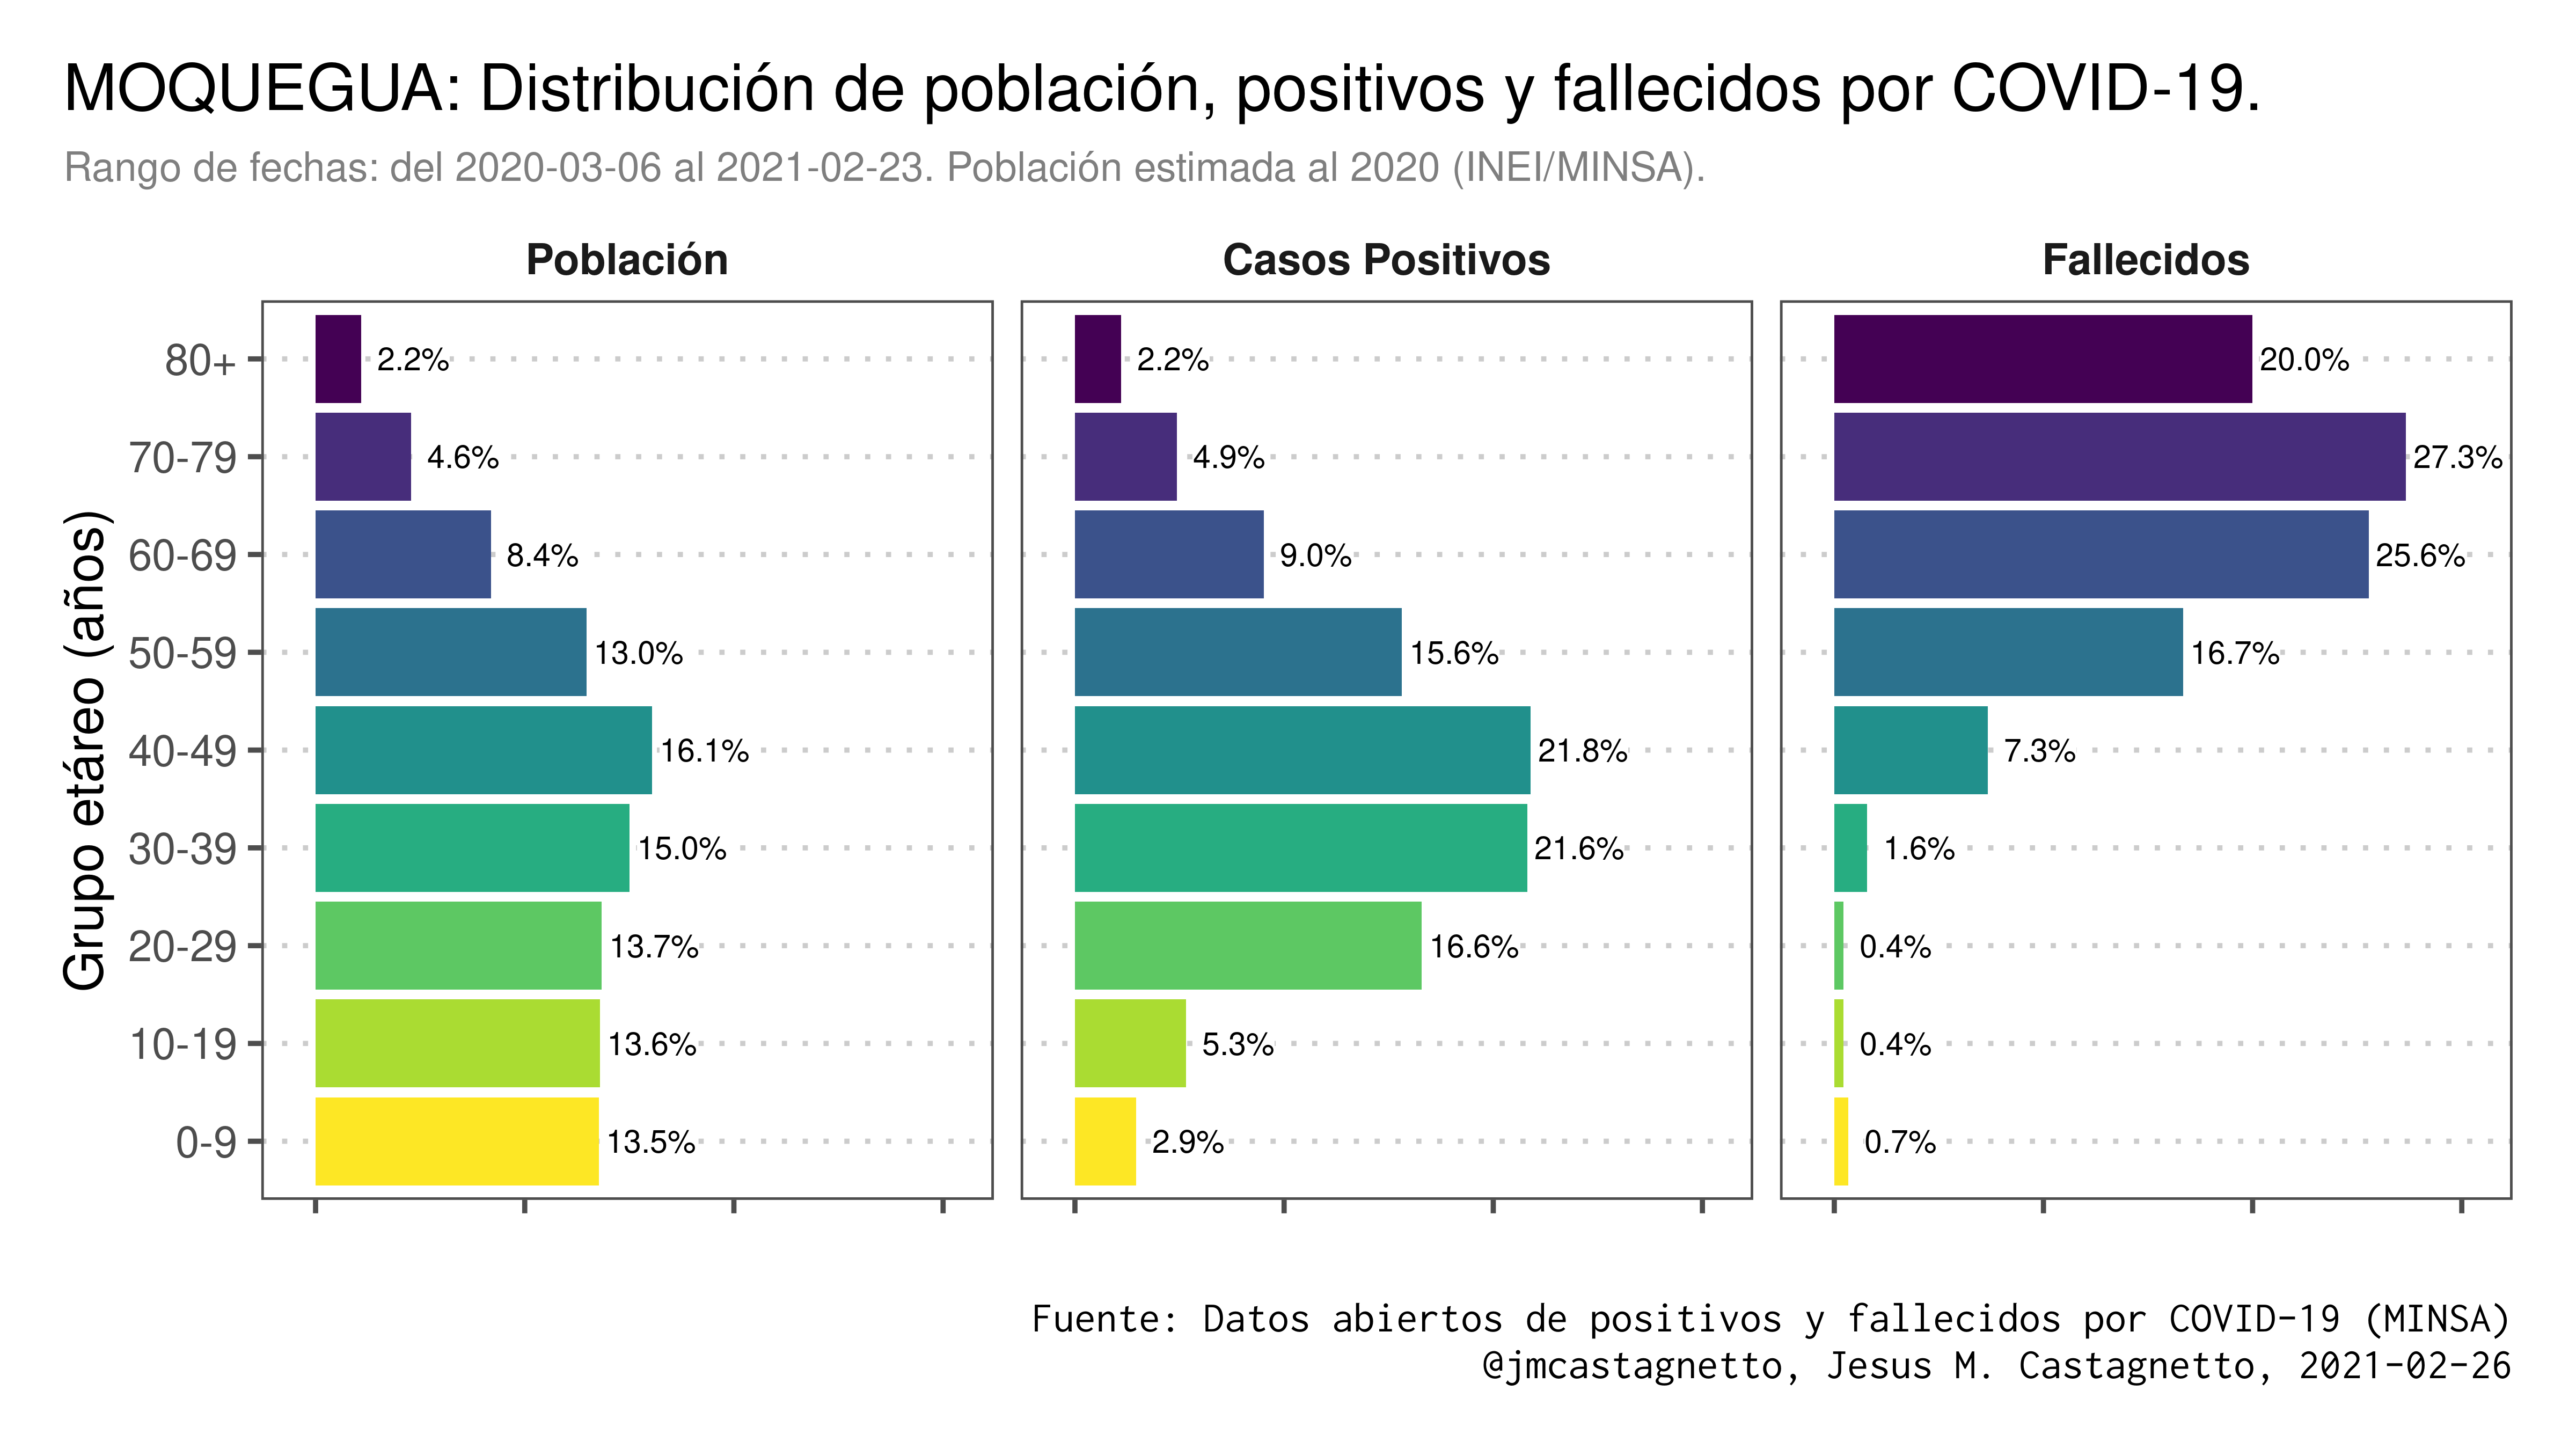 MOQUEGUA: Distribución de población, positivos y fallecidos por COVID-19.
Rango de fechas: del 2020-03-06 al 2021-02-23. Población estimada al 2020 (INEI/MINSA).
Población Casos Positivos Fallecidos
Grupo etáreo (años)
80+ 2.2% 2.2% 20.0%
70-79 4.6% 4.9% 27.3%
60-69 8.4% 9.0% 25.6%
50-59 13.0% 15.6% 16.7%
40-49 16.1% 21.8% 7.3%
30-39 15.0% 21.6% 1.6%
20-29 13.7% 16.6% 0.4%
10-19 13.6% 5.3% 0.4%
0-9 13.5% 2.9% 0.7%
Fuente: Datos abiertos de positivos y fallecidos por COVID-19 (MINSA)
@jmcastagnetto, Jesus M. Castagnetto, 2021-02-26